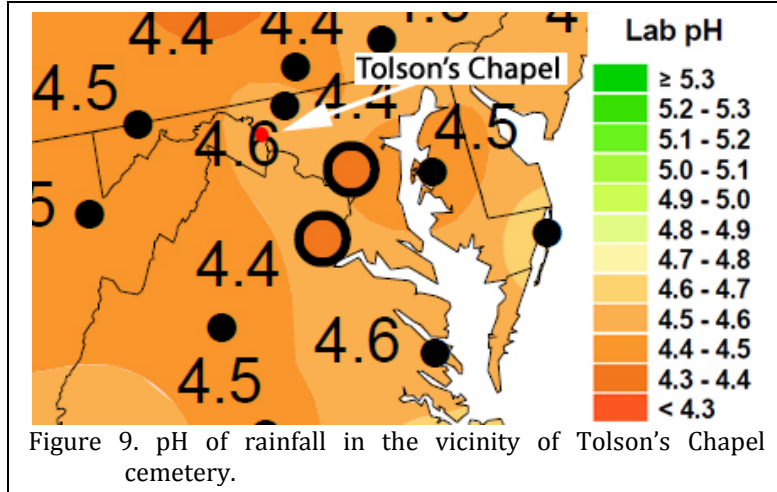 4.4 4.4 4.6
Tolson's Chapel
4.5 4.4
4.6 4.5
5
4.4
4.6
4.5
Lab pH
≥ 5.3
5.2 - 5.3
5.1 - 5.2
5.0 - 5.1
4.9 - 5.0
4.8 - 4.9
4.7 - 4.8
4.6 - 4.7
4.5 - 4.6
4.4 - 4.5
4.3 - 4.4
< 4.3
Figure 9. pH of rainfall in the vicinity of Tolson's Chapel
cemetery.